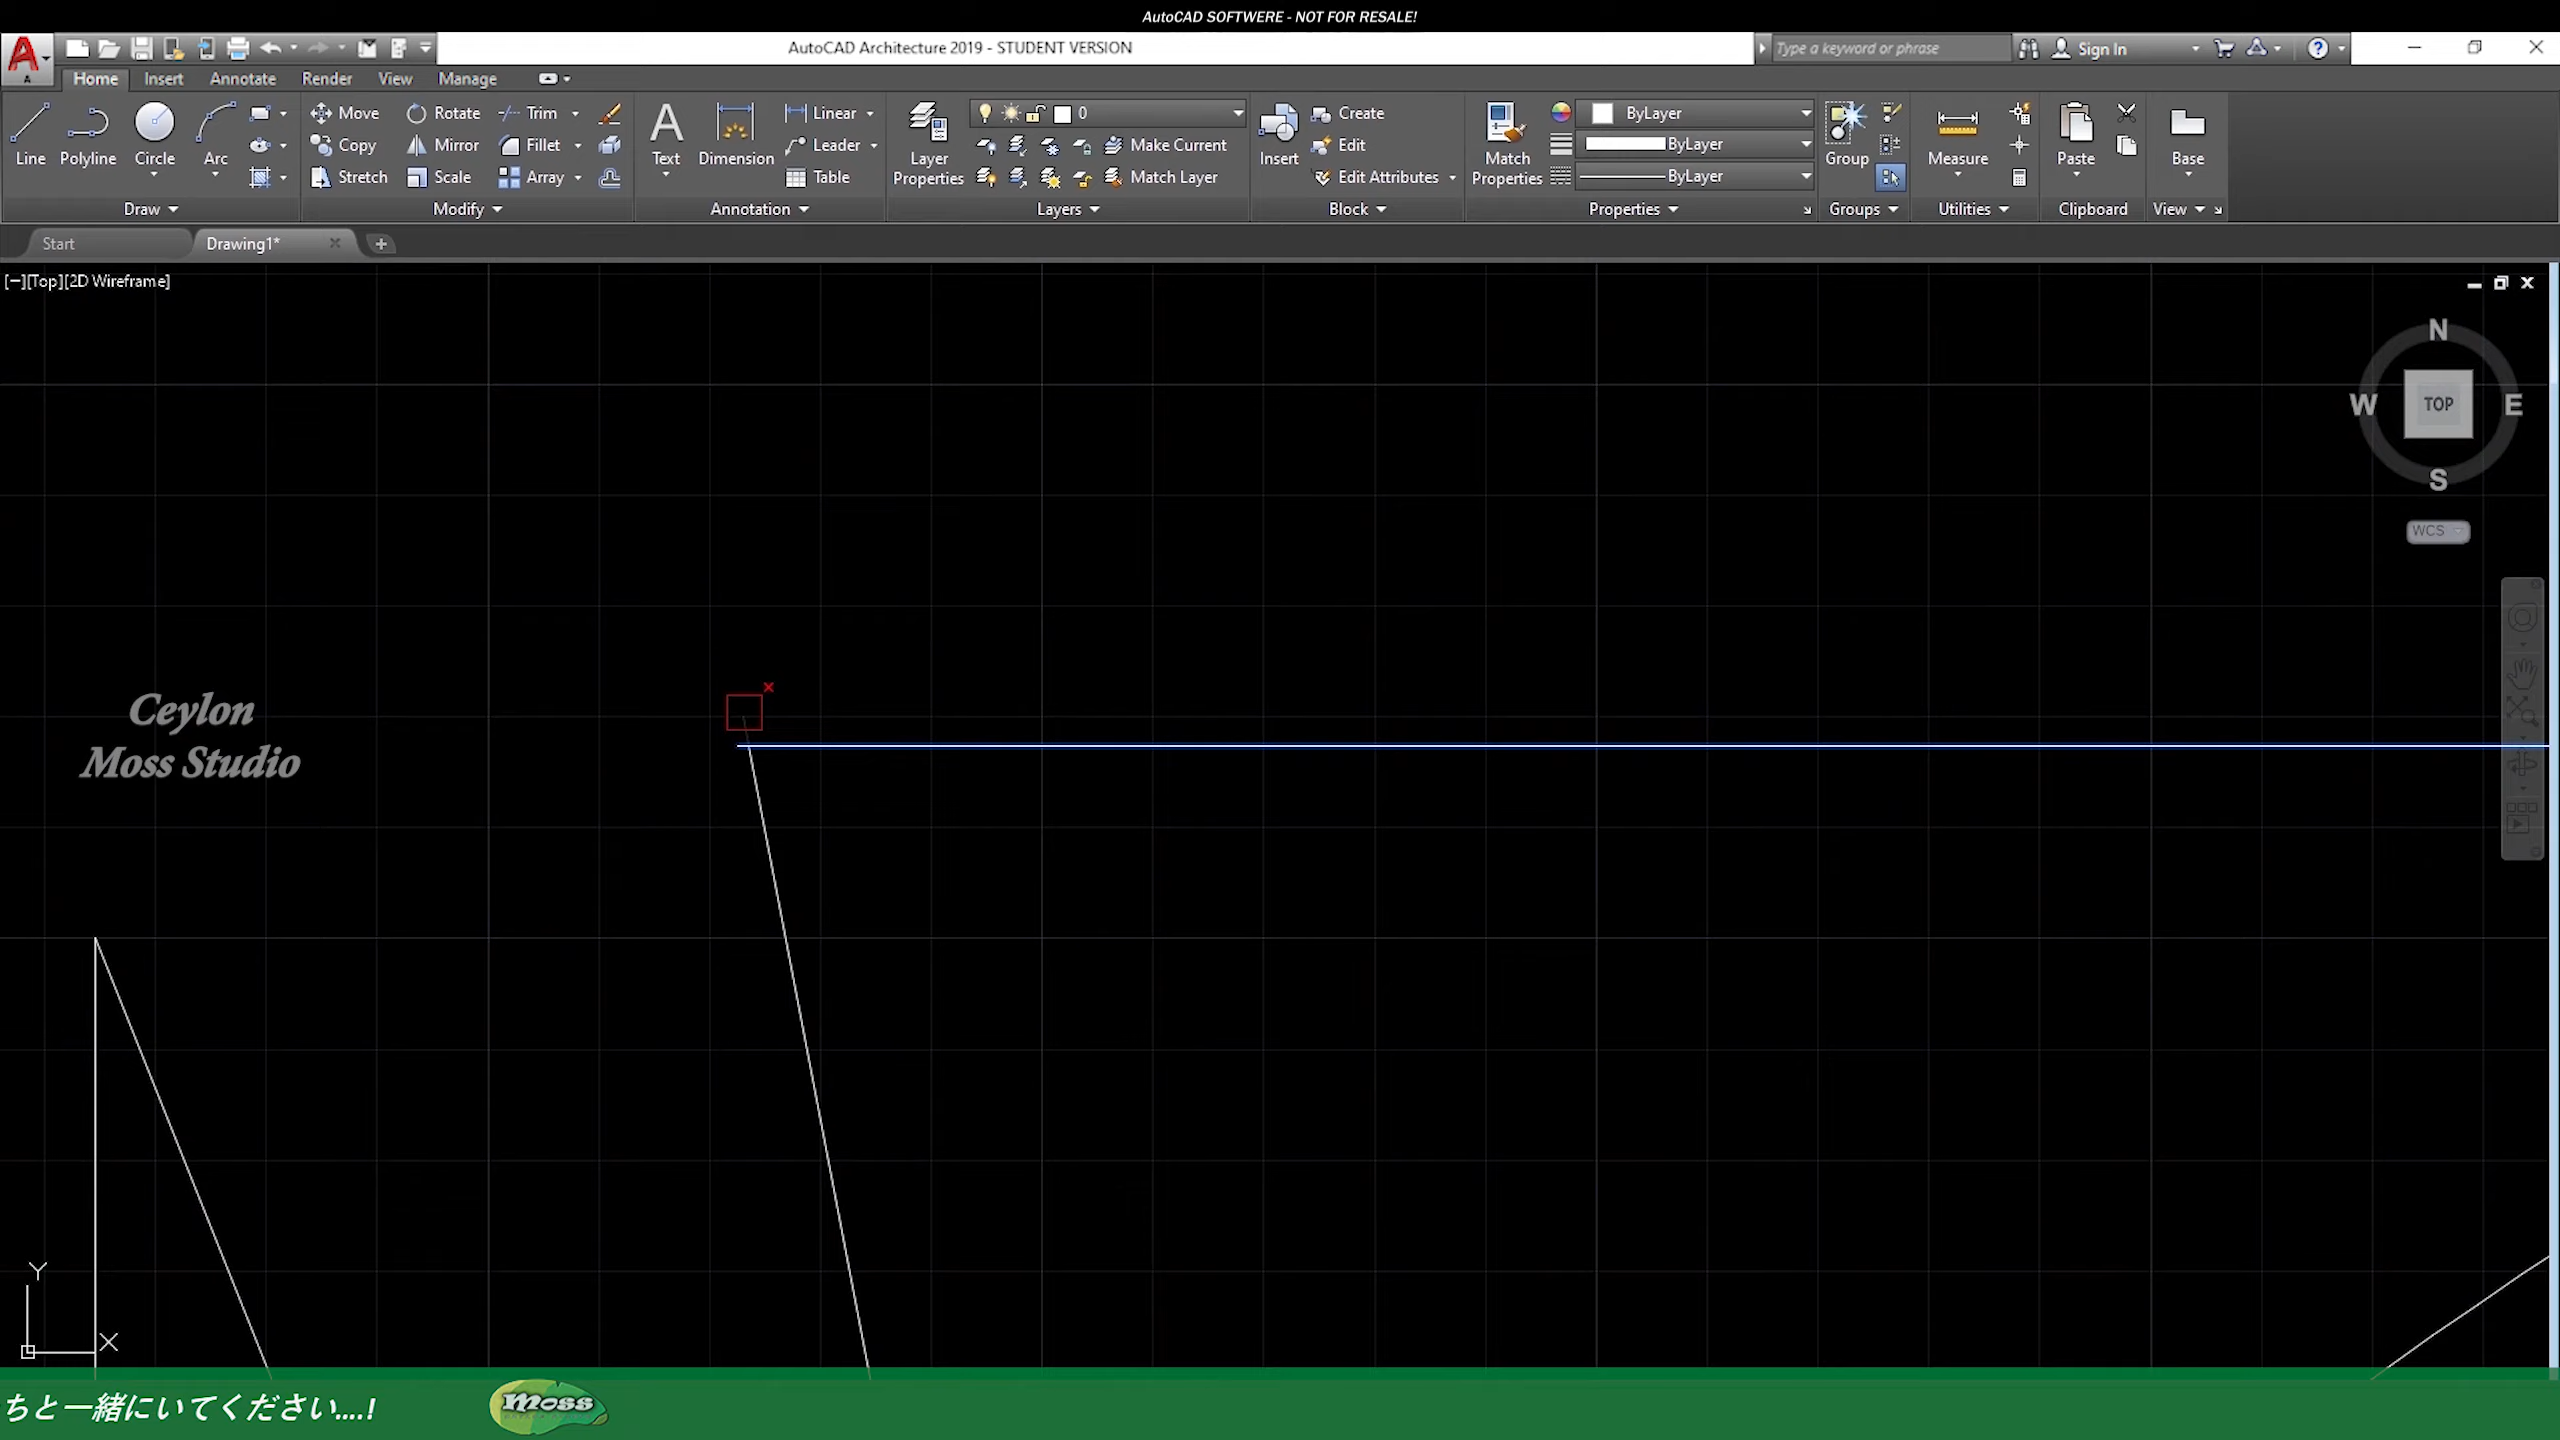 AutoCAD SOFTWERE - NOT FOR RESALE!
AutoCAD Architecture 2019 - STUDENT VERSION
Type a keyword or phrase
Sign In
Home Insert Annotate Render View Manage
Line Polyline Circle Arc
Move Rotate Trim
Copy Mirror Fillet
Stretch Scale Array
Text Dimension
Linear
Leader
Table
Layer Properties
0
Make Current
Match Layer
Insert
Create
Edit
Edit Attributes
Match Properties
ByLayer
ByLayer
ByLayer
Group Measure Paste Base
Draw Modify Annotation Layers Block Properties Groups Utilities Clipboard View
Start Drawing1*
[−][Top][2D Wireframe]
N
W TOP E
S
WCS
Ceylon
Moss Studio
Y
X
ちと一緒にいてください....!
moss